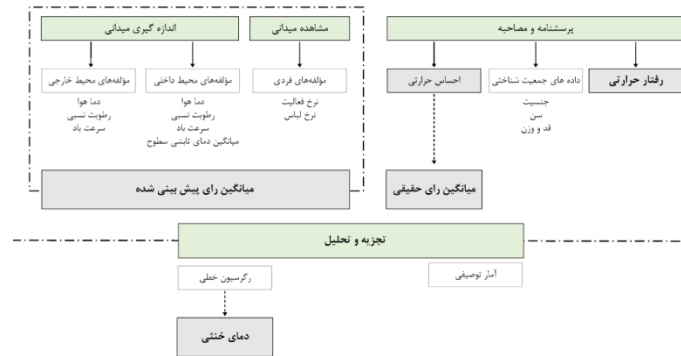 پرسشنامه و مصاحبه
مشاهده میدانی
اندازه گیری میدانی
رفتار حرارتی
داده های جمعیت شناختی
احساس حرارتی
مؤلفه‌های فردی
مؤلفه‌های محیط داخلی
مؤلفه‌های محیط خارجی
جنسیت
سن
قد و وزن
نرخ فعالیت
نرخ لباس
دما هوا
رطوبت نسبی
سرعت باد
میانگین دمای تابشی سطوح
دما هوا
رطوبت نسبی
سرعت باد
میانگین رای حقیقی
میانگین رای پیش بینی شده
تجزیه و تحلیل
آمار توصیفی
رگرسیون خطی
دمای خنثی